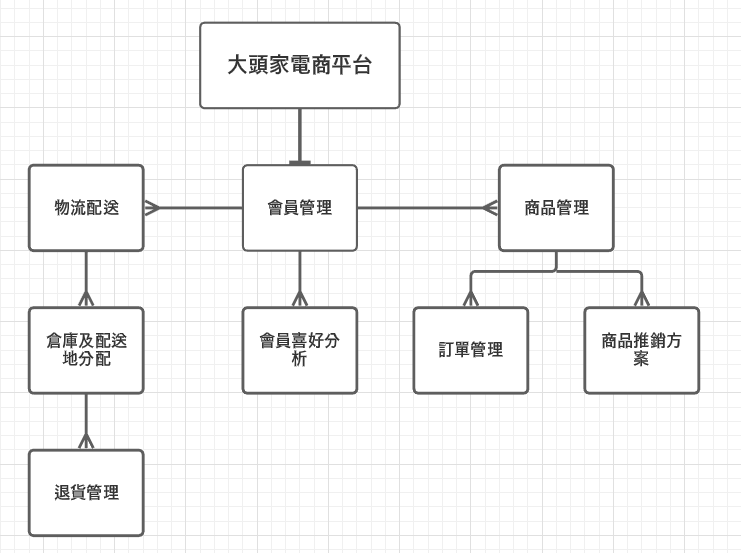 大頭家電商平台
物流配送
會員管理
商品管理
倉庫及配送
地分配
會員喜好分
析
訂單管理
商品推銷方
案
退貨管理